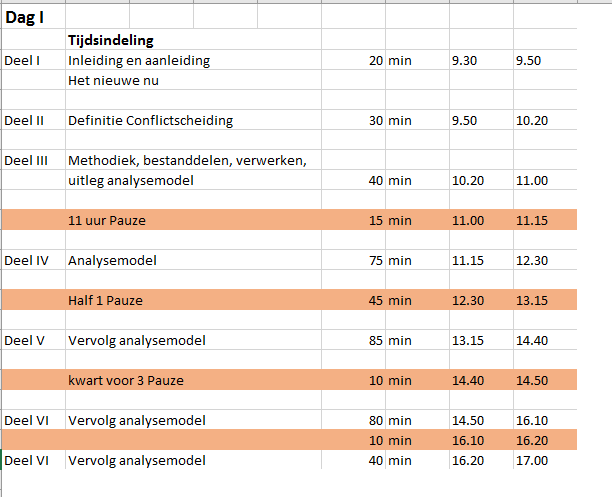 Dag I
Tijdsindeling
Deel I Inleiding en aanleiding 20 min 9.30 9.50
Het nieuwe nu
Deel II Definitie Conflictscheiding 30 min 9.50 10.20
Deel III Methodiek, bestanddelen, verwerken,
uitleg analysemodel 40 min 10.20 11.00
11 uur Pauze 15 min 11.00 11.15
Deel IV Analysemodel 75 min 11.15 12.30
Half 1 Pauze 45 min 12.30 13.15
Deel V Vervolg analysemodel 85 min 13.15 14.40
kwart voor 3 Pauze 10 min 14.40 14.50
Deel VI Vervolg analysemodel 80 min 14.50 16.10
10 min 16.10 16.20
Deel VI Vervolg analysemodel 40 min 16.20 17.00